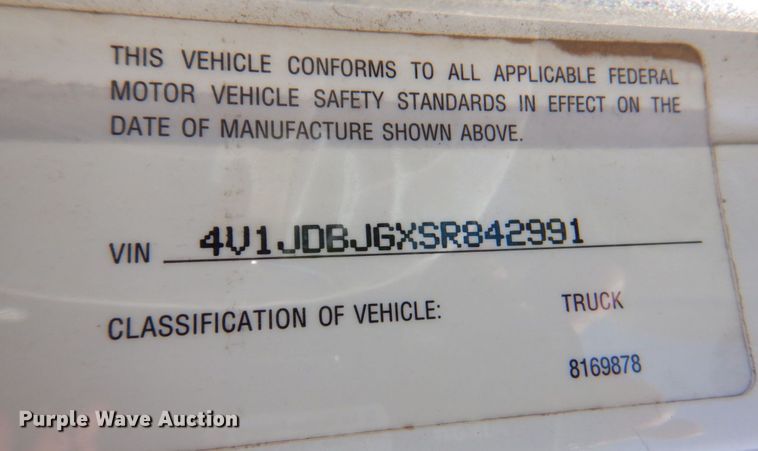 THIS VEHICLE CONFORMS TO ALL APPLICABLE FEDERAL
MOTOR VEHICLE SAFETY STANDARDS IN EFFECT ON THE
DATE OF MANUFACTURE SHOWN ABOVE.
VIN 4V1JDBJGXSR842991
CLASSIFICATION OF VEHICLE: TRUCK
8169878
Purple Wave Auction